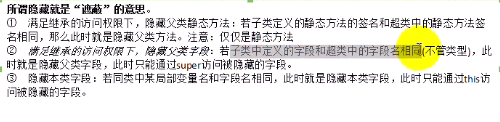 所谓隐藏就是“遮蔽”的意思。
① 满足继承的访问权限下，隐藏父类静态方法：若子类定义的静态方法的签名和超类中的静态方法签
名相同，那么此时就是隐藏父类方法。注意：仅仅是静态方法
② 满足继承的访问权限下，隐藏父类字段：若子类中定义的字段和超类中的字段名相同(不管类型)，此
时就是隐藏父类字段，此时只能通过super访问被隐藏的字段。
③ 隐藏本类字段：若同类中某局部变量名和字段名相同，此时就是隐藏本类字段，此时只能通过this访
问被隐藏的字段。